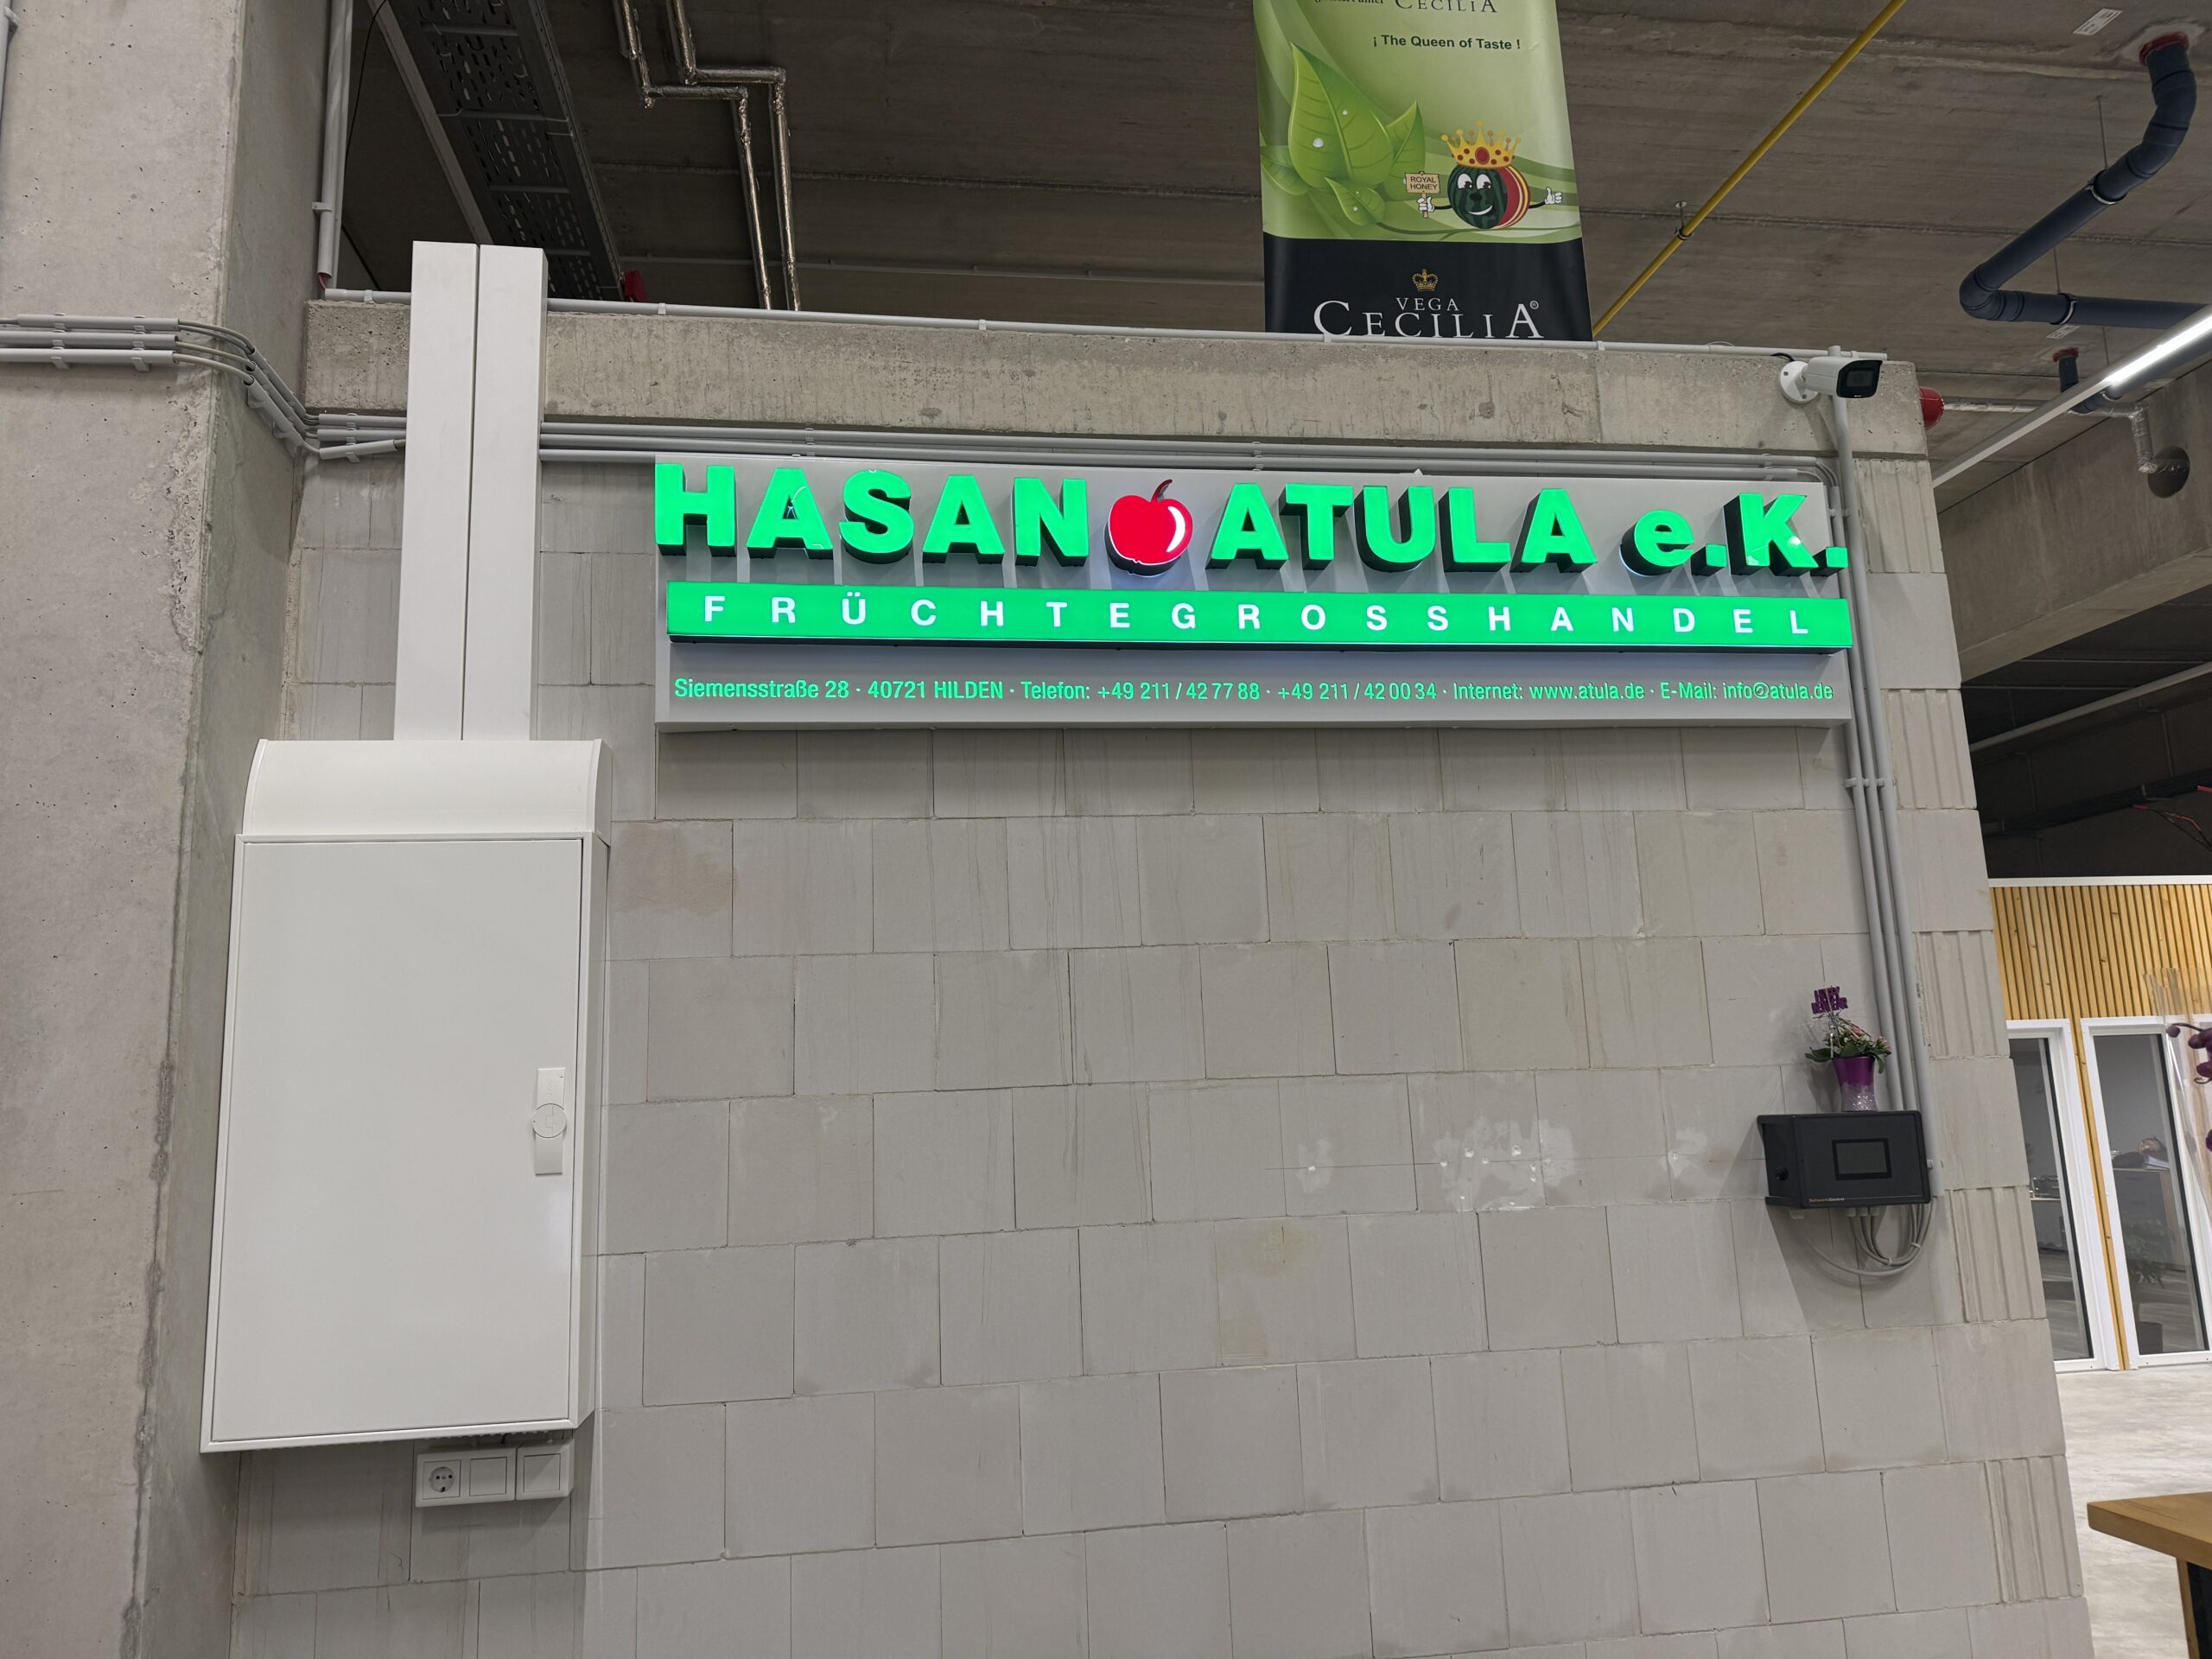 CECILIA
¡ The Queen of Taste !
ROYAL
HONEY
VEGA
CECILIA®
HASAN ATULA e.K.
FRÜCHTEGROSSHANDEL
Siemensstraße 28 · 40721 HILDEN · Telefon: +49 211 / 42 77 88 · +49 211 / 42 00 34 · Internet: www.atula.de · E-Mail: info@atula.de